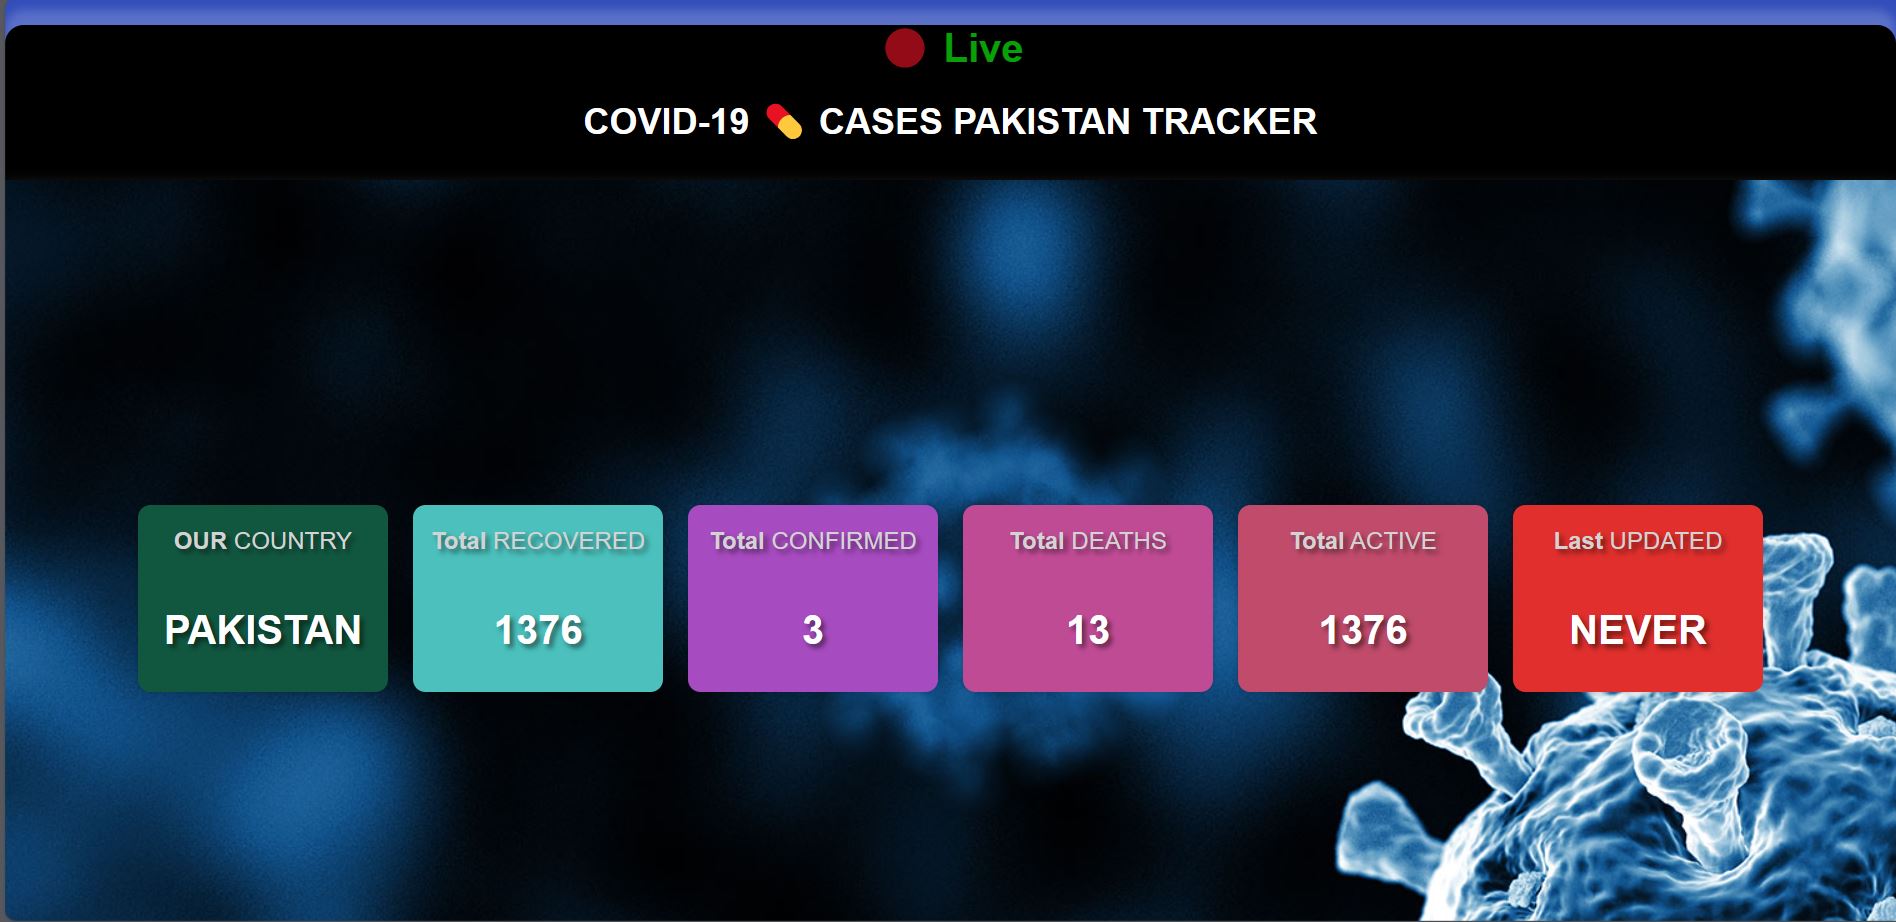 Live
COVID-19 💊 CASES PAKISTAN TRACKER
OUR COUNTRY
PAKISTAN
Total RECOVERED
1376
Total CONFIRMED
3
Total DEATHS
13
Total ACTIVE
1376
Last UPDATED
NEVER